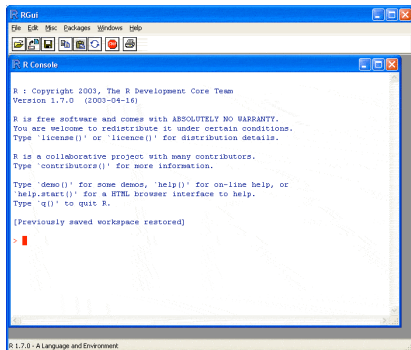 RGui
File Edit Misc Packages Windows Help
R Console
R : Copyright 2003, The R Development Core Team
Version 1.7.0 (2003-04-16)
R is free software and comes with ABSOLUTELY NO WARRANTY.
You are welcome to redistribute it under certain conditions.
Type `license()' or `licence()' for distribution details.
R is a collaborative project with many contributors.
Type `contributors()' for more information.
Type `demo()' for some demos, `help()' for on-line help, or
`help.start()' for a HTML browser interface to help.
Type `q()' to quit R.
[Previously saved workspace restored]
>
R 1.7.0 - A Language and Environment